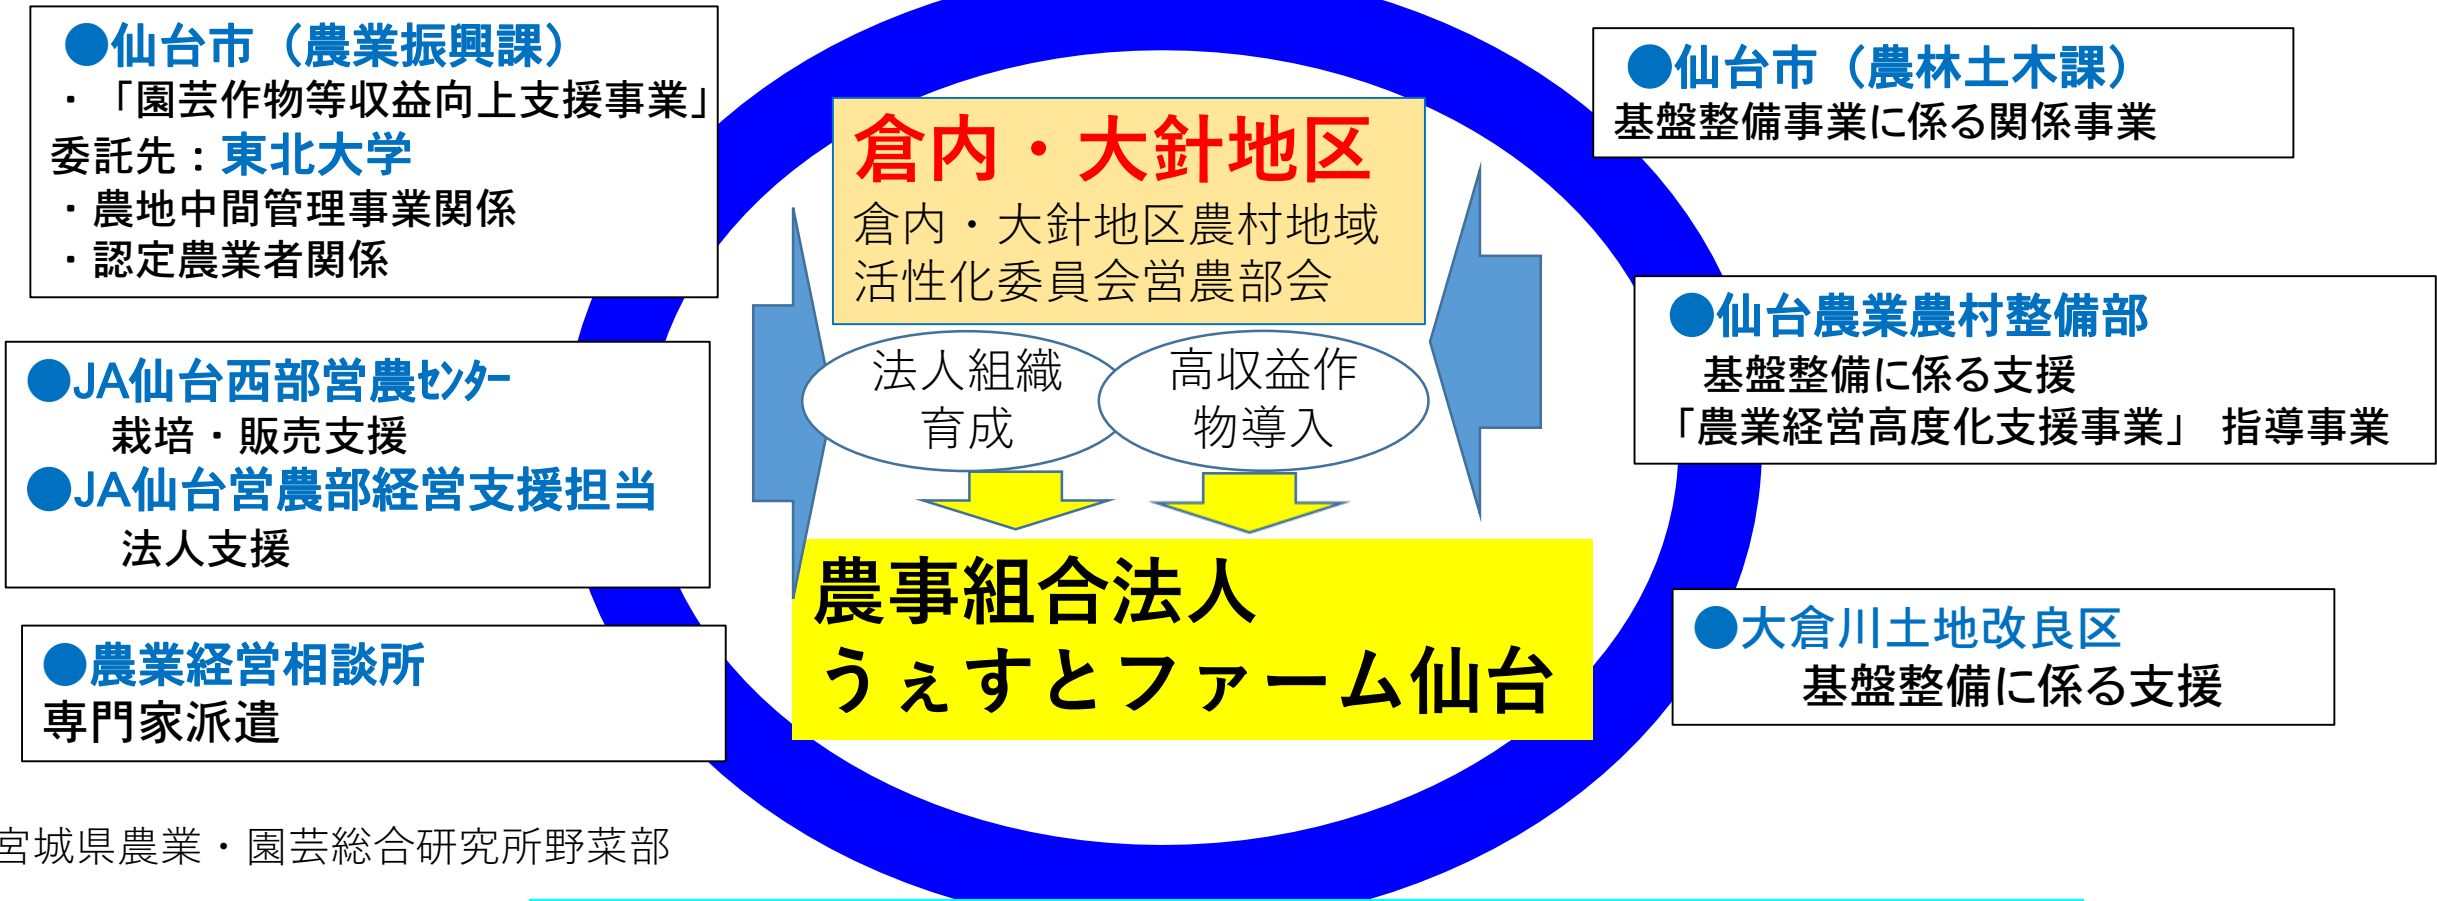 ●仙台市（農業振興課）
・「園芸作物等収益向上支援事業」
委託先：東北大学
・農地中間管理事業関係
・認定農業者関係
●JA仙台西部営農ｾﾝﾀｰ
栽培・販売支援
●JA仙台営農部経営支援担当
法人支援
●農業経営相談所
専門家派遣
宮城県農業・園芸総合研究所野菜部
倉内・大針地区
倉内・大針地区農村地域
活性化委員会営農部会
法人組織
育成
高収益作
物導入
農事組合法人
うぇすとファーム仙台
●仙台市（農林土木課）
基盤整備事業に係る関係事業
●仙台農業農村整備部
基盤整備に係る支援
「農業経営高度化支援事業」 指導事業
●大倉川土地改良区
基盤整備に係る支援